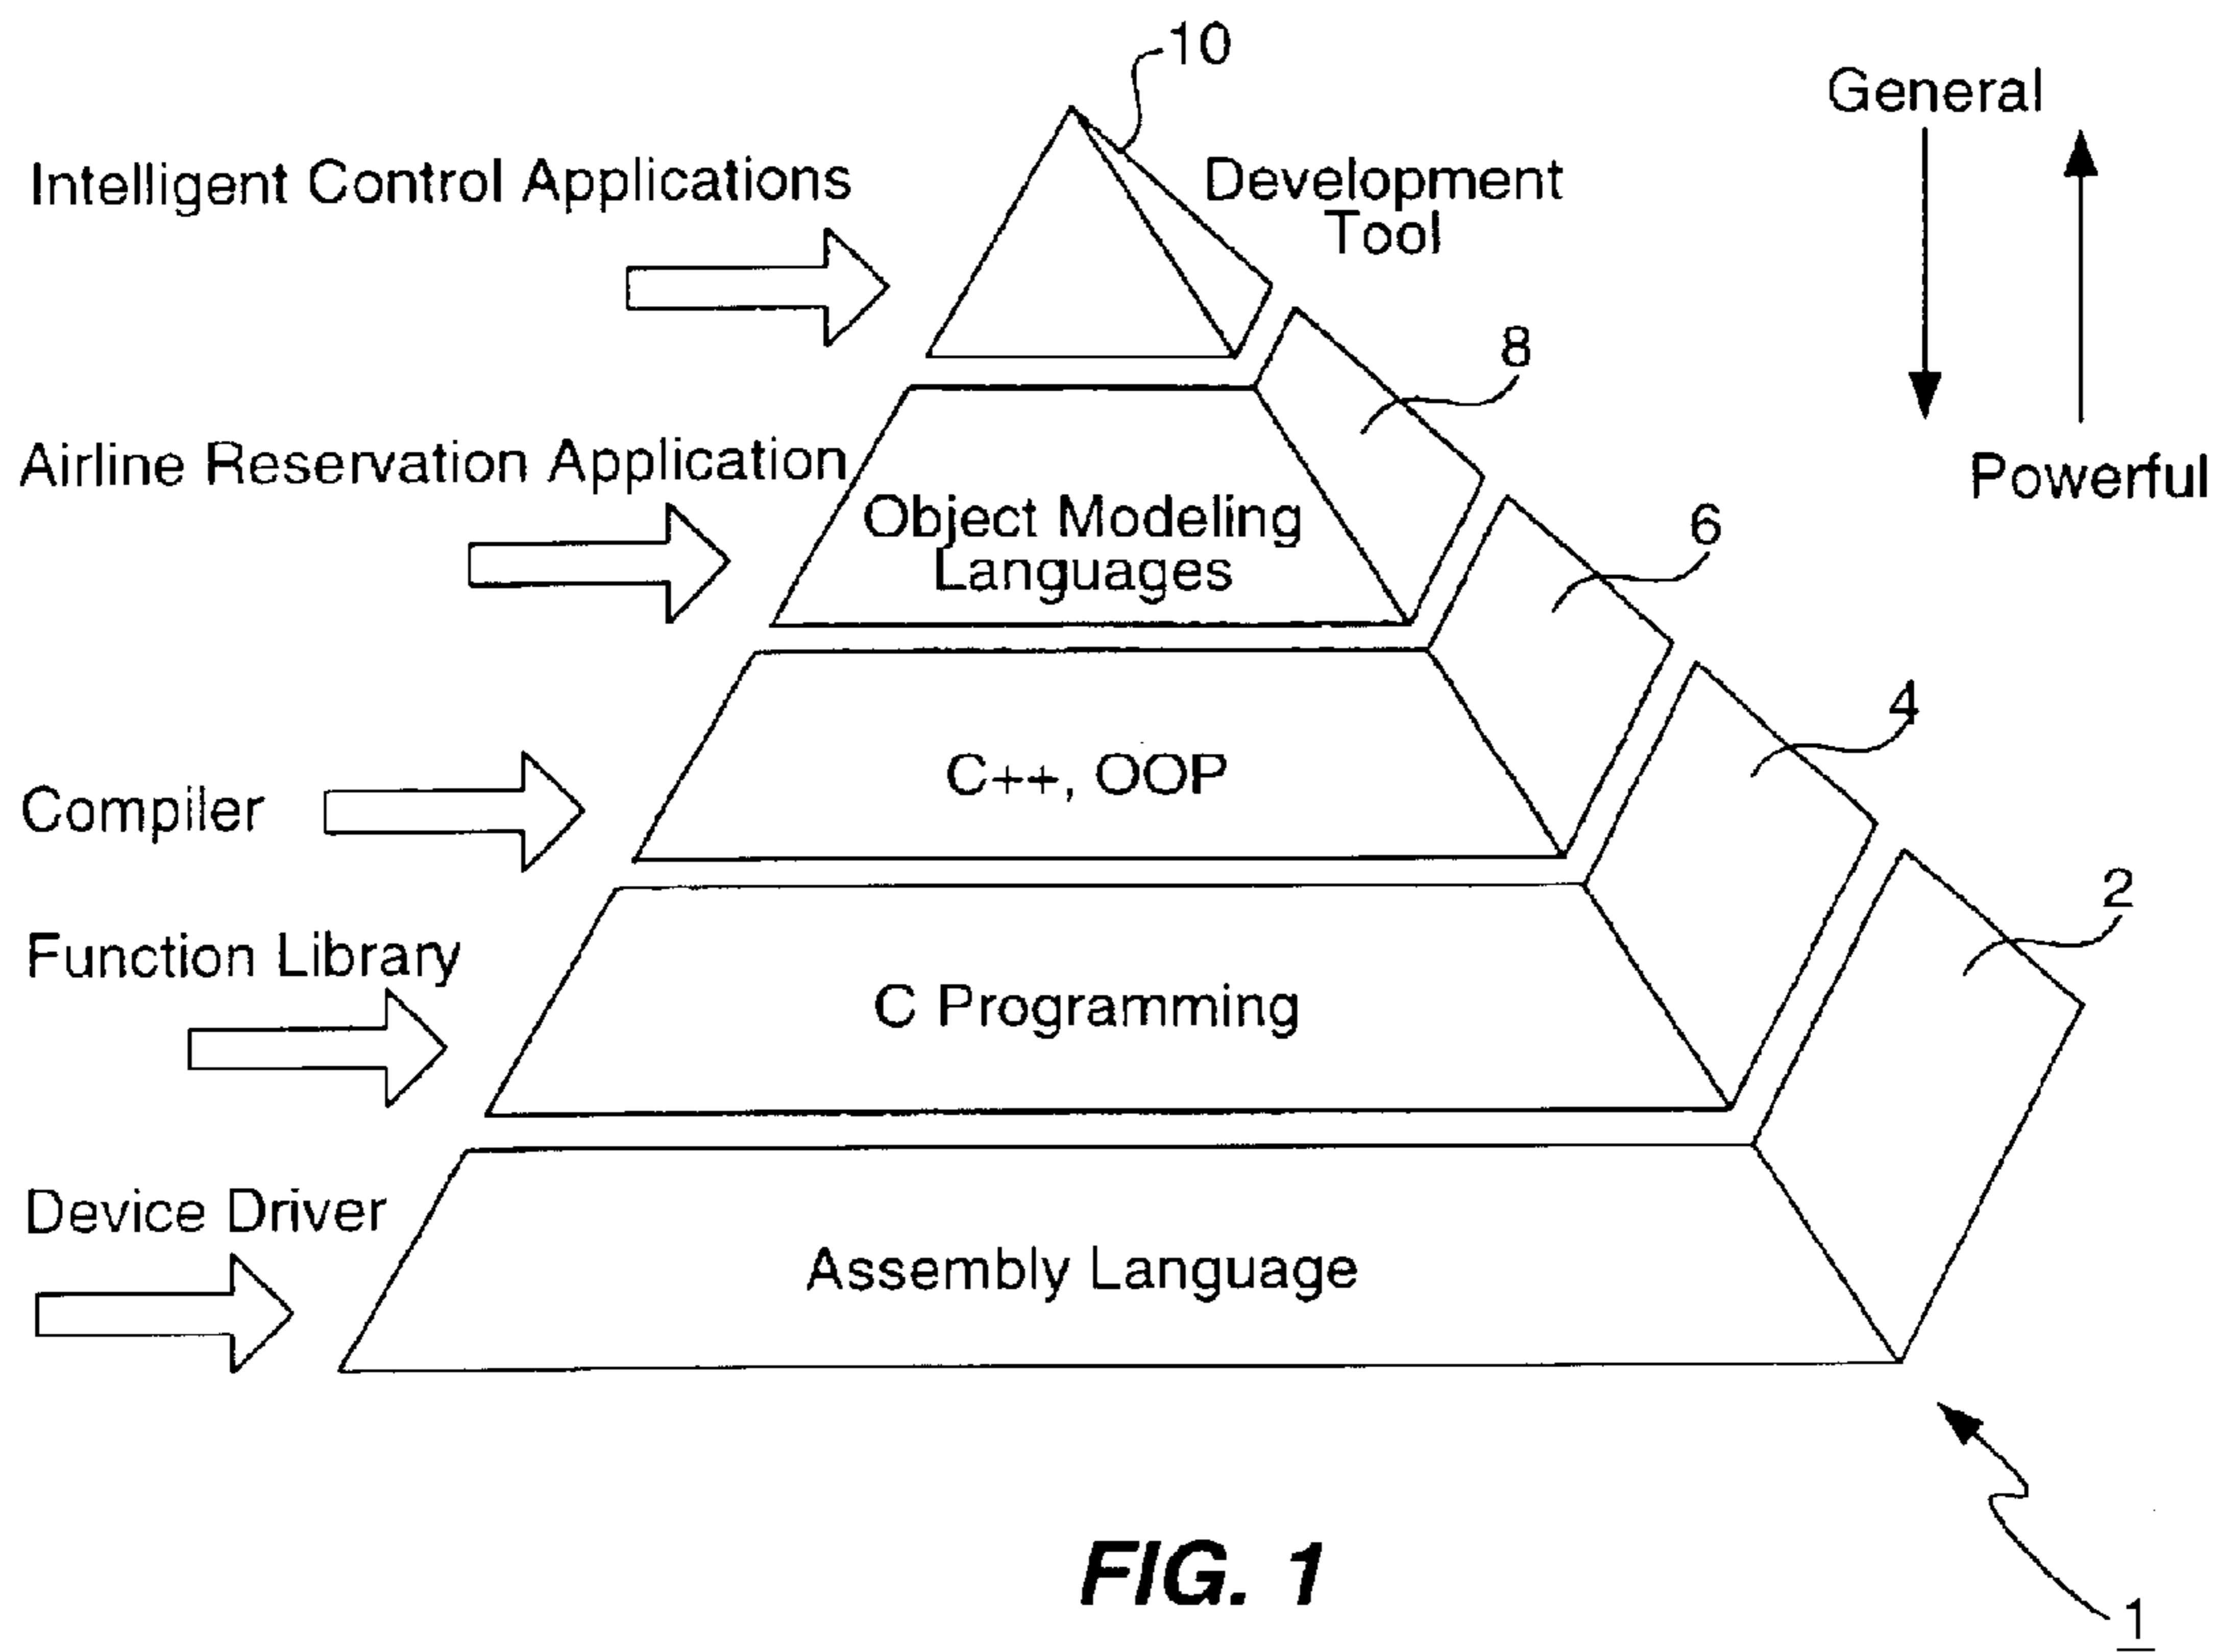 10
General
Intelligent Control Applications
Development
Tool
8
Airline Reservation Application
Powerful
Object Modeling
Languages
6
4
C++, OOP
Compiler
2
Function Library
C Programming
Device Driver
Assembly Language
FIG. 1
1